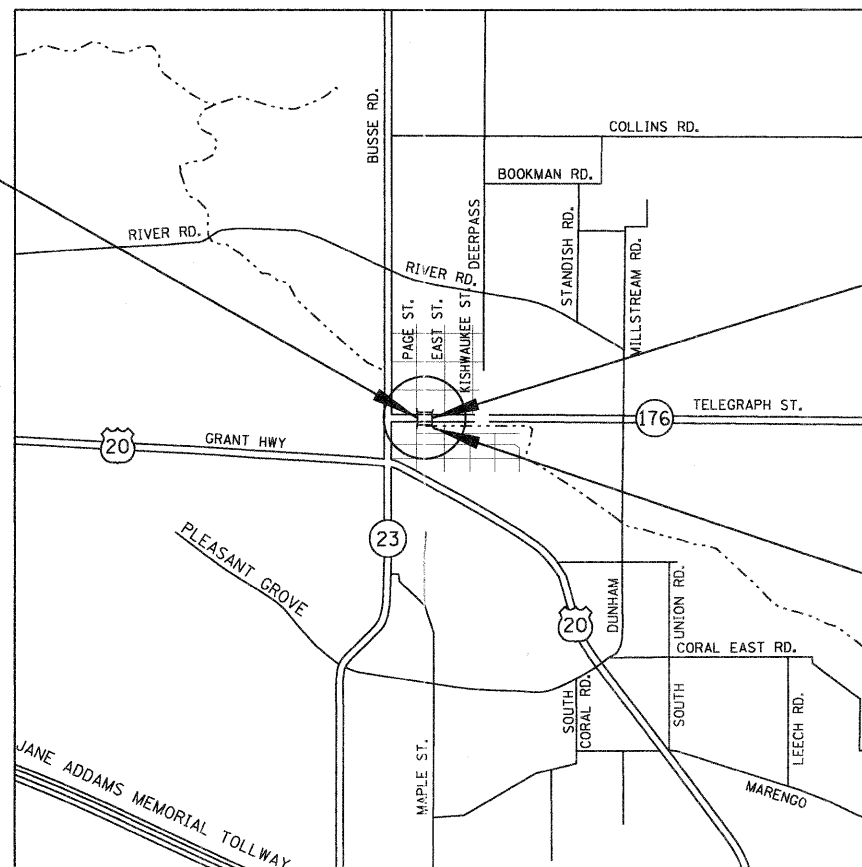 BUSSE RD.
COLLINS RD.
BOOKMAN RD.
DEERPASS
STANDISH RD.
MILLSTREAM RD.
RIVER RD.
RIVER RD.
PAGE ST.
EAST ST.
KISHWAUKEE ST.
TELEGRAPH ST.
176
20
GRANT HWY
23
PLEASANT GROVE
20
DUNHAM
UNION RD.
CORAL EAST RD.
SOUTH
CORAL RD.
SOUTH
LEECH RD.
MAPLE ST.
MARENGO
JANE ADDAMS MEMORIAL TOLLWAY